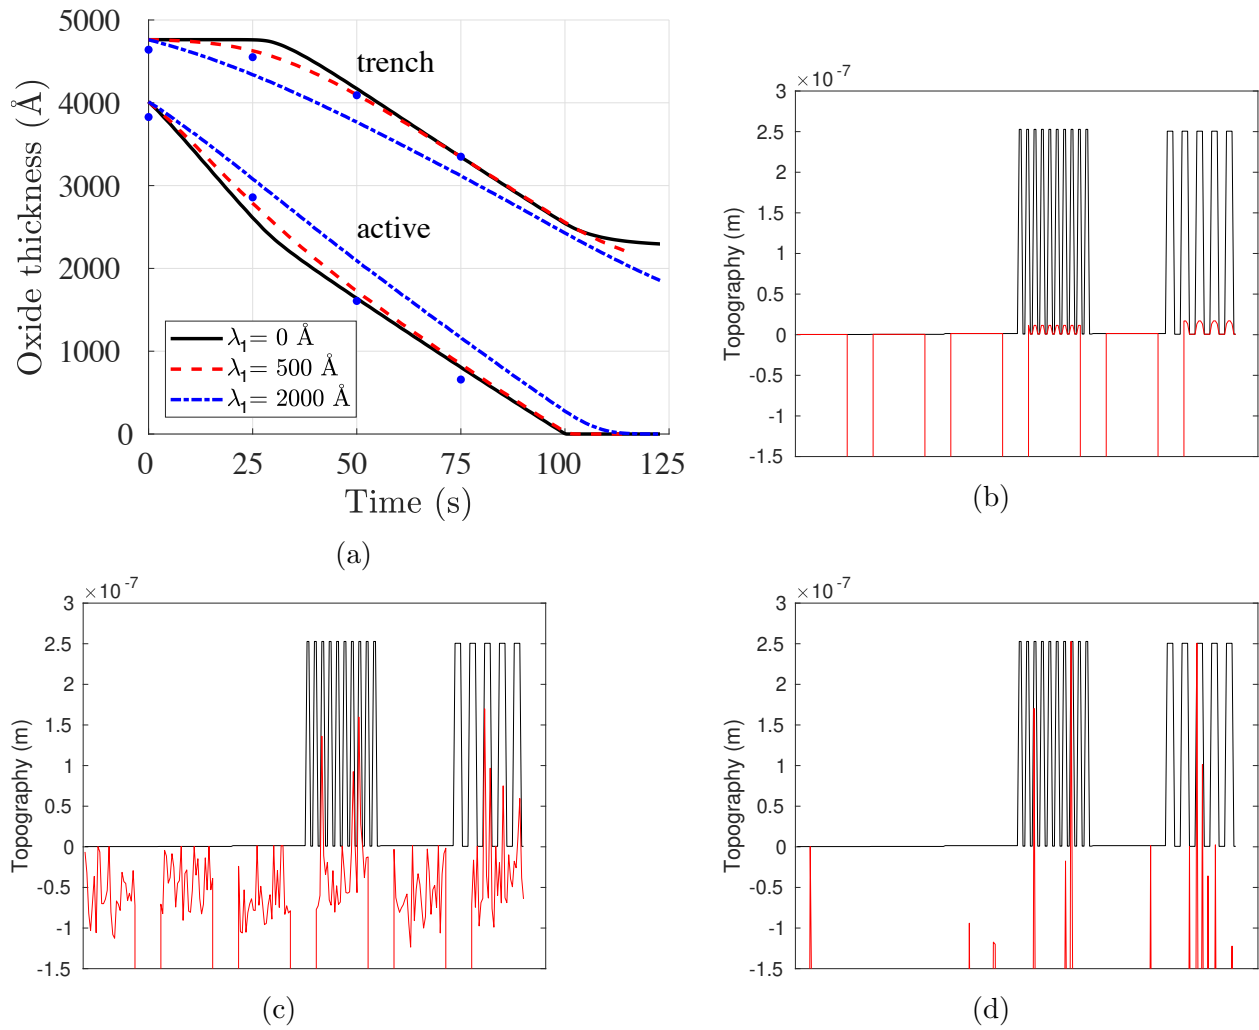 5000
4000
3000
2000
1000
0
Oxide thickness (Å)
trench
active
λ₁= 0 Å
λ₁= 500 Å
λ₁= 2000 Å
0 25 50 75 100 125
Time (s)
(a)
×10 -7
3
2.5
2
1.5
1
0.5
0
-0.5
-1
-1.5
Topography (m)
(b)
×10 -7
3
2.5
2
1.5
1
0.5
0
-0.5
-1
-1.5
Topography (m)
(c)
×10 -7
3
2.5
2
1.5
1
0.5
0
-0.5
-1
-1.5
Topography (m)
(d)